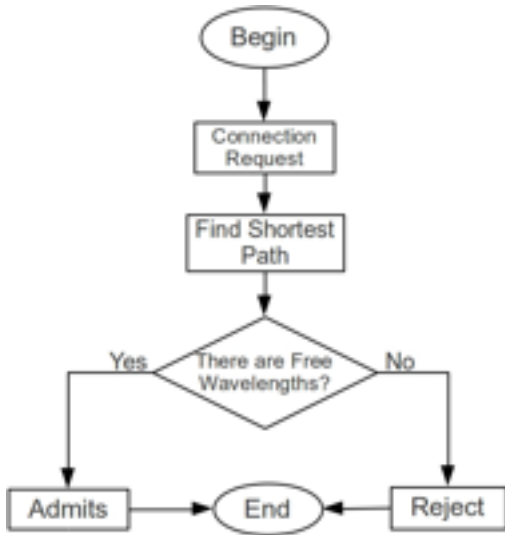 Begin
Connection
Request
Find Shortest
Path
Yes
There are Free
No
Wavelengths?
Admits
End
Reject